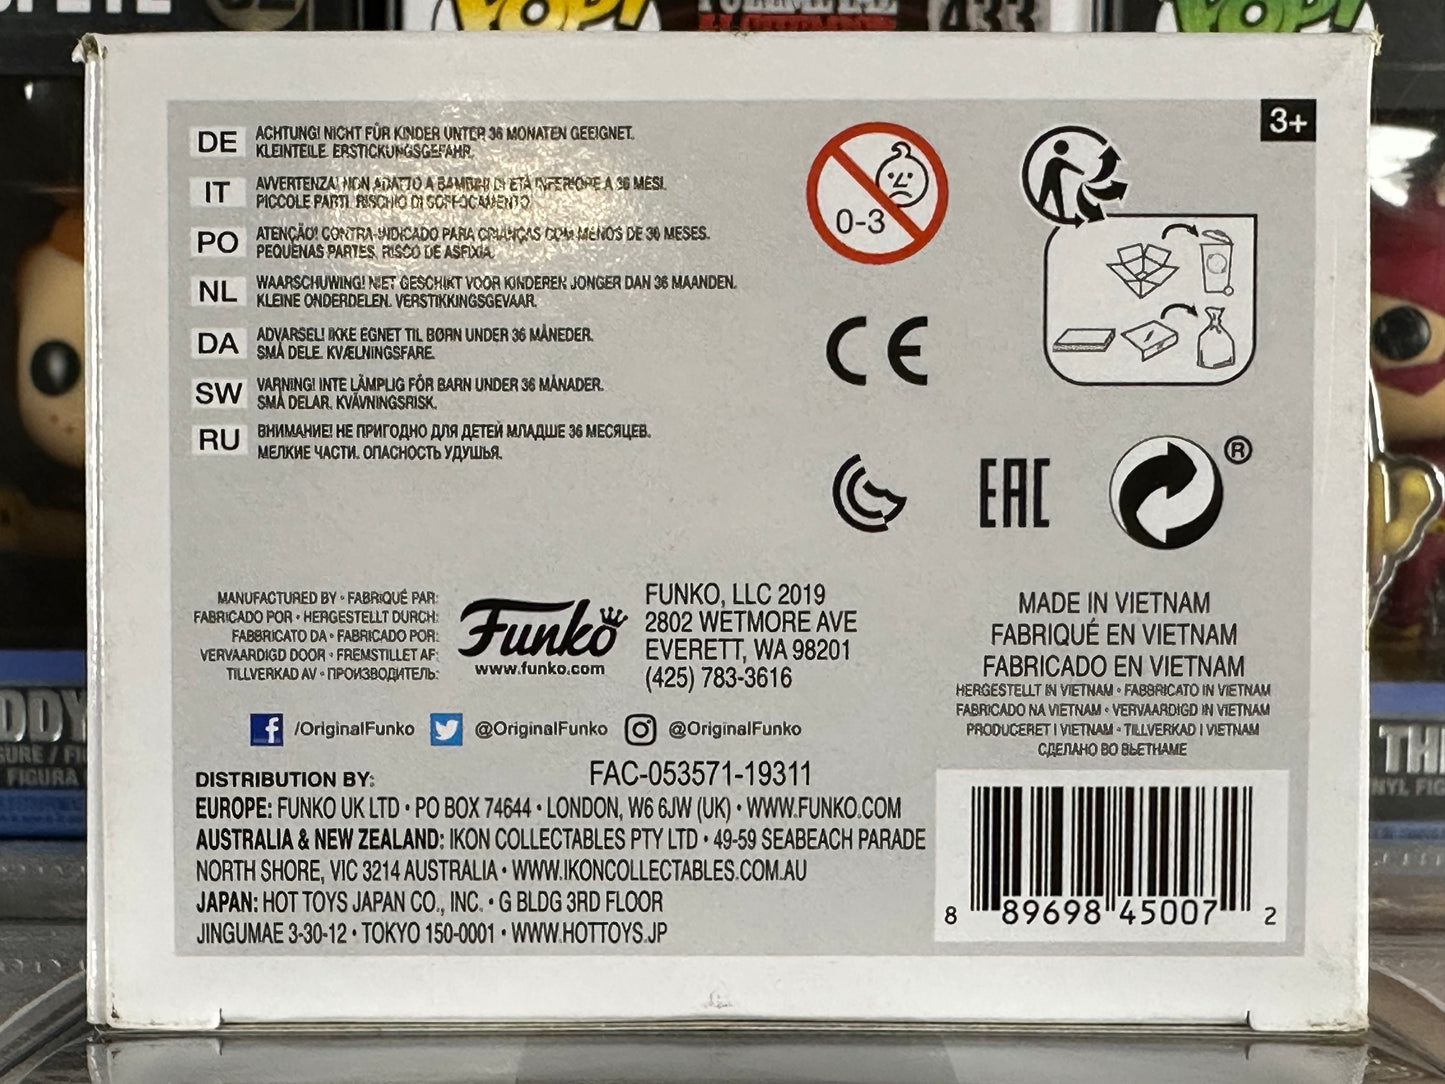 POP!
433
POP!
3+
DE ACHTUNG! NICHT FÜR KINDER UNTER 36 MONATEN GEEIGNET.
KLEINTEILE. ERSTICKUNGSGEFAHR.
IT AVVERTENZA! NON ADATTO A BAMBINI DI ETÀ INFERIORE A 36 MESI.
PICCOLE PARTI. RISCHIO DI SOFFOCAMENTO
PO ATENÇÃO! CONTRA-INDICADO PARA CRIANÇAS COM MENOS DE 36 MESES.
PEQUENAS PARTES. RISCO DE ASFIXIA.
NL WAARSCHUWING! NIET GESCHIKT VOOR KINDEREN JONGER DAN 36 MAANDEN.
KLEINE ONDERDELEN. VERSTIKKINGSGEVAAR.
DA ADVARSEL! IKKE EGNET TIL BØRN UNDER 36 MÅNEDER.
SMÅ DELE. KVÆLNINGSFARE.
SW VARNING! INTE LÄMPLIG FÖR BARN UNDER 36 MÅNADER.
SMÅ DELAR. KVÄVNINGSRISK.
RU ВНИМАНИЕ! НЕ ПРИГОДНО ДЛЯ ДЕТЕЙ МЛАДШЕ 36 МЕСЯЦЕВ.
МЕЛКИЕ ЧАСТИ. ОПАСНОСТЬ УДУШЬЯ.
0-3
CE
EAC
®
MANUFACTURED BY • FABRIQUÉ PAR:
FABRICADO POR • HERGESTELLT DURCH:
FABBRICATO DA • FABRICADO POR:
VERVAARDIGD DOOR • FREMSTILLET AF:
TILLVERKAD AV • ПРОИЗВОДИТЕЛЬ:
Funko
www.funko.com
FUNKO, LLC 2019
2802 WETMORE AVE
EVERETT, WA 98201
(425) 783-3616
MADE IN VIETNAM
FABRIQUÉ EN VIETNAM
FABRICADO EN VIETNAM
HERGESTELLT IN VIETNAM • FABBRICATO IN VIETNAM
FABRICADO NA VIETNAM • VERVAARDIGD IN VIETNAM
PRODUCERET I VIETNAM • TILLVERKAD I VIETNAM
СДЕЛАНО ВО ВЬЕТНАМЕ
/OriginalFunko @OriginalFunko @OriginalFunko
DISTRIBUTION BY: FAC-053571-19311
EUROPE: FUNKO UK LTD • PO BOX 74644 • LONDON, W6 6JW (UK) • WWW.FUNKO.COM
AUSTRALIA & NEW ZEALAND: IKON COLLECTABLES PTY LTD • 49-59 SEABEACH PARADE
NORTH SHORE, VIC 3214 AUSTRALIA • WWW.IKONCOLLECTABLES.COM.AU
JAPAN: HOT TOYS JAPAN CO., INC. • G BLDG 3RD FLOOR
JINGUMAE 3-30-12 • TOKYO 150-0001 • WWW.HOTTOYS.JP
8 89698 45007 2
DDY
FIGURA
TH